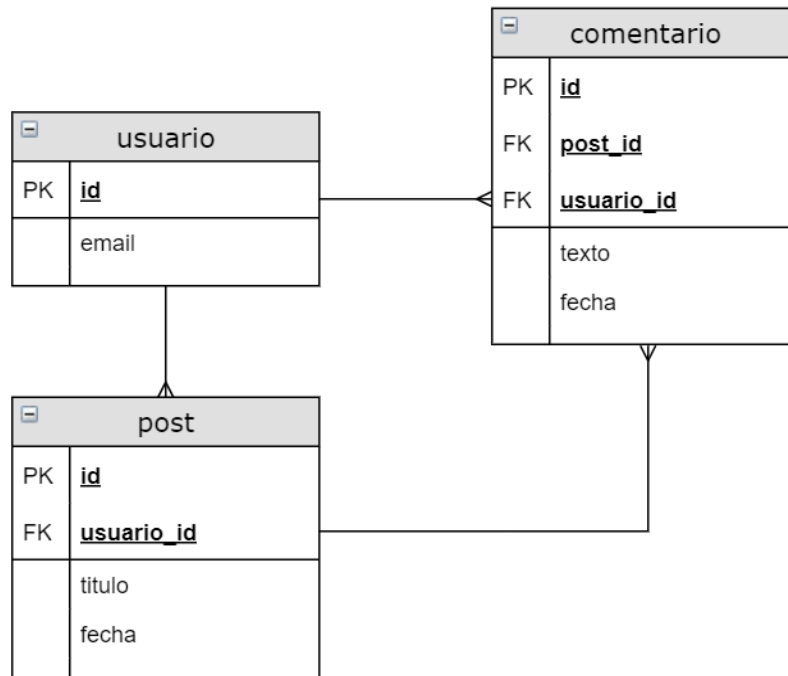 usuario
PK id
email
comentario
PK id
FK post_id
FK usuario_id
texto
fecha
post
PK id
FK usuario_id
titulo
fecha